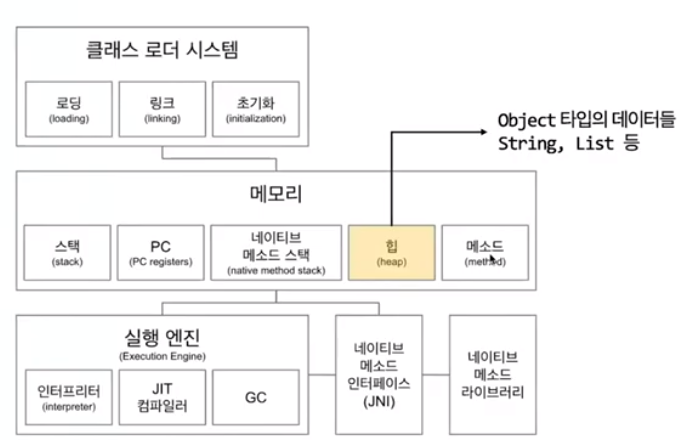 클래스 로더 시스템
로딩
(loading)
링크
(linking)
초기화
(initialization)
Object 타입의 데이터들
String, List 등
메모리
스택
(stack)
PC
(PC registers)
네이티브
메소드 스택
(native method stack)
힙
(heap)
메소드
(method)
실행 엔진
(Execution Engine)
인터프리터
(interpreter)
JIT
컴파일러
GC
네이티브
메소드
인터페이스
(JNI)
네이티브
메소드
라이브러리